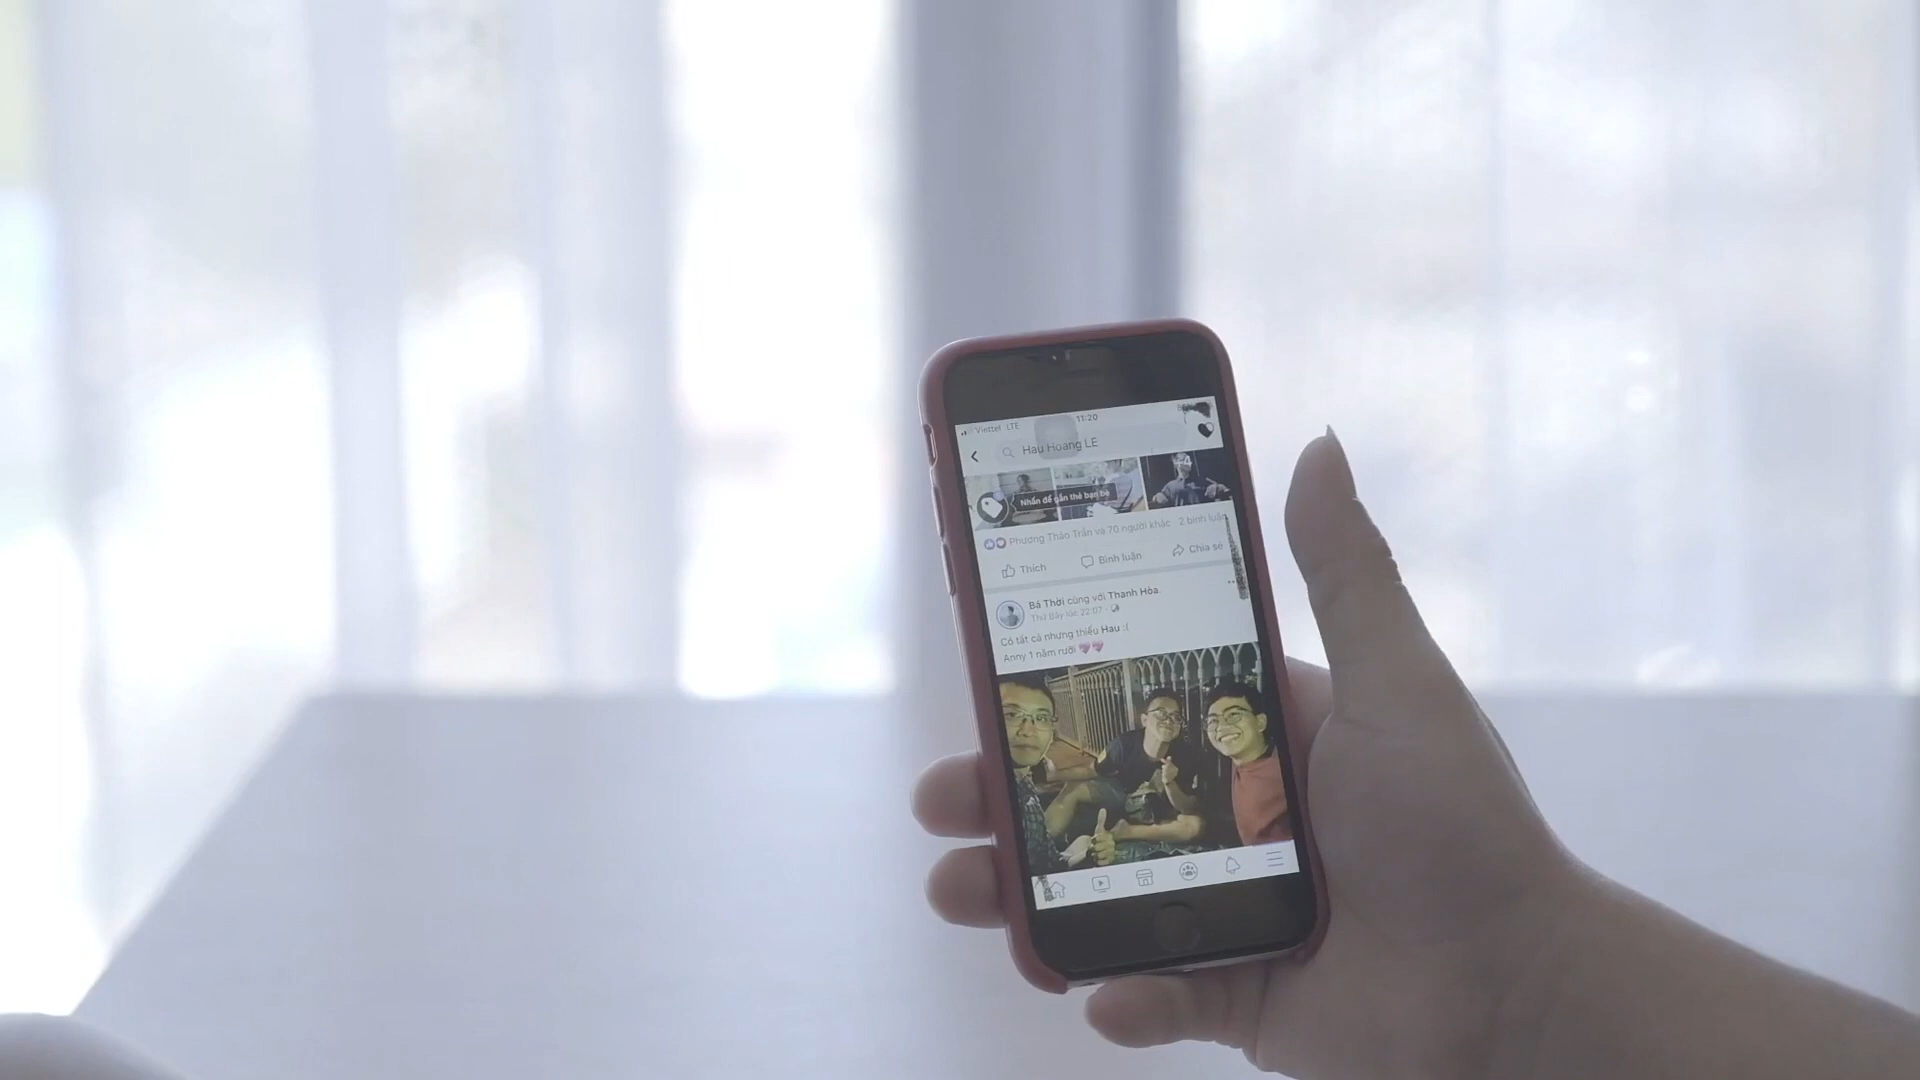 Viettel LTE 11:20
Hau Hoang LE
Nhấn để gắn thẻ bạn bè
Phương Thảo Trần và 70 người khác 2 bình luận
Thích Bình luận Chia sẻ
Bá Thời cùng với Thanh Hòa.
Thứ Bảy lúc 22:07 ·
Có tất cả nhưng thiếu Hau :(
Anny 1 năm rưỡi 💗💗